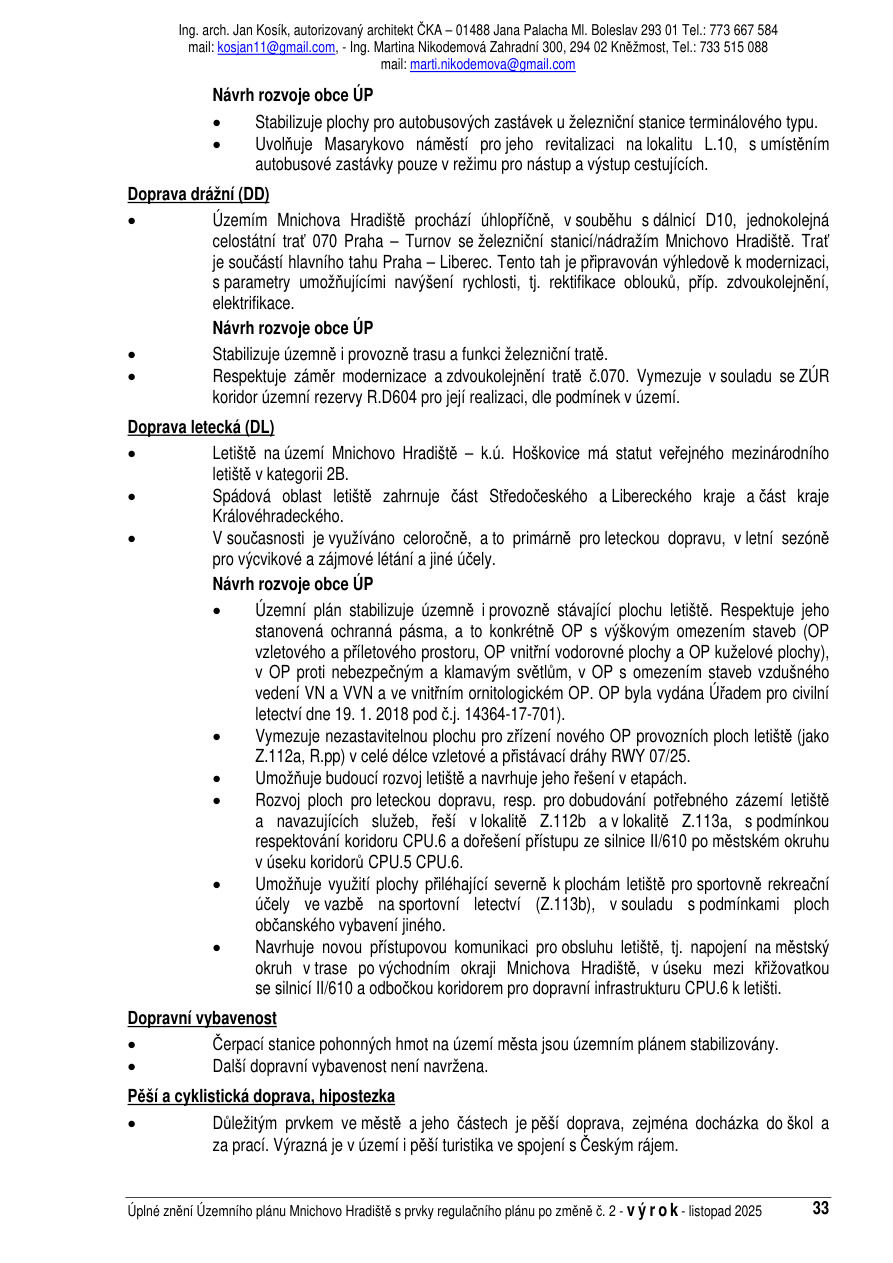 Ing. arch. Jan Kosík, autorizovaný architekt ČKA – 01488 Jana Palacha Ml. Boleslav 293 01 Tel.: 773 667 584
mail: kosjan11@gmail.com, - Ing. Martina Nikodemová Zahradní 300, 294 02 Kněžmost, Tel.: 733 515 088
mail: marti.nikodemova@gmail.com
Návrh rozvoje obce ÚP
• Stabilizuje plochy pro autobusových zastávek u železniční stanice terminálového typu.
• Uvolňuje Masarykovo náměstí pro jeho revitalizaci na lokalitu L.10, s umístěním
autobusové zastávky pouze v režimu pro nástup a výstup cestujících.
Doprava drážní (DD)
• Územím Mnichova Hradiště prochází úhlopříčně, v souběhu s dálnicí D10, jednokolejná
celostátní trať 070 Praha – Turnov se železniční stanicí/nádražím Mnichovo Hradiště. Trať
je součástí hlavního tahu Praha – Liberec. Tento tah je připravován výhledově k modernizaci,
s parametry umožňujícími navýšení rychlosti, tj. rektifikace oblouků, příp. zdvoukolejnění,
elektrifikace.
Návrh rozvoje obce ÚP
• Stabilizuje územně i provozně trasu a funkci železniční tratě.
• Respektuje záměr modernizace a zdvoukolejnění tratě č.070. Vymezuje v souladu se ZÚR
koridor územní rezervy R.D604 pro její realizaci, dle podmínek v území.
Doprava letecká (DL)
• Letiště na území Mnichovo Hradiště – k.ú. Hoškovice má statut veřejného mezinárodního
letiště v kategorii 2B.
• Spádová oblast letiště zahrnuje část Středočeského a Libereckého kraje a část kraje
Královéhradeckého.
• V současnosti je využíváno celoročně, a to primárně pro leteckou dopravu, v letní sezóně
pro výcvikové a zájmové létání a jiné účely.
Návrh rozvoje obce ÚP
• Územní plán stabilizuje územně i provozně stávající plochu letiště. Respektuje jeho
stanovená ochranná pásma, a to konkrétně OP s výškovým omezením staveb (OP
vzletového a příletového prostoru, OP vnitřní vodorovné plochy a OP kuželové plochy),
v OP proti nebezpečným a klamavým světlům, v OP s omezením staveb vzdušného
vedení VN a VVN a ve vnitřním ornitologickém OP. OP byla vydána Úřadem pro civilní
letectví dne 19. 1. 2018 pod č.j. 14364-17-701).
• Vymezuje nezastavitelnou plochu pro zřízení nového OP provozních ploch letiště (jako
Z.112a, R.pp) v celé délce vzletové a přistávací dráhy RWY 07/25.
• Umožňuje budoucí rozvoj letiště a navrhuje jeho řešení v etapách.
• Rozvoj ploch pro leteckou dopravu, resp. pro dobudování potřebného zázemí letiště
a navazujících služeb, řeší v lokalitě Z.112b a v lokalitě Z.113a, s podmínkou
respektování koridoru CPU.6 a dořešení přístupu ze silnice II/610 po městském okruhu
v úseku koridorů CPU.5 CPU.6.
• Umožňuje využití plochy přiléhající severně k plochám letiště pro sportovně rekreační
účely ve vazbě na sportovní letectví (Z.113b), v souladu s podmínkami ploch
občanského vybavení jiného.
• Navrhuje novou přístupovou komunikaci pro obsluhu letiště, tj. napojení na městský
okruh v trase po východním okraji Mnichova Hradiště, v úseku mezi křižovatkou
se silnicí II/610 a odbočkou koridorem pro dopravní infrastrukturu CPU.6 k letišti.
Dopravní vybavenost
• Čerpací stanice pohonných hmot na území města jsou územním plánem stabilizovány.
• Další dopravní vybavenost není navržena.
Pěší a cyklistická doprava, hipostezka
• Důležitým prvkem ve městě a jeho částech je pěší doprava, zejména docházka do škol a
za prací. Výrazná je v území i pěší turistika ve spojení s Českým rájem.
Úplné znění Územního plánu Mnichovo Hradiště s prvky regulačního plánu po změně č. 2 - v ý r o k - listopad 2025 33